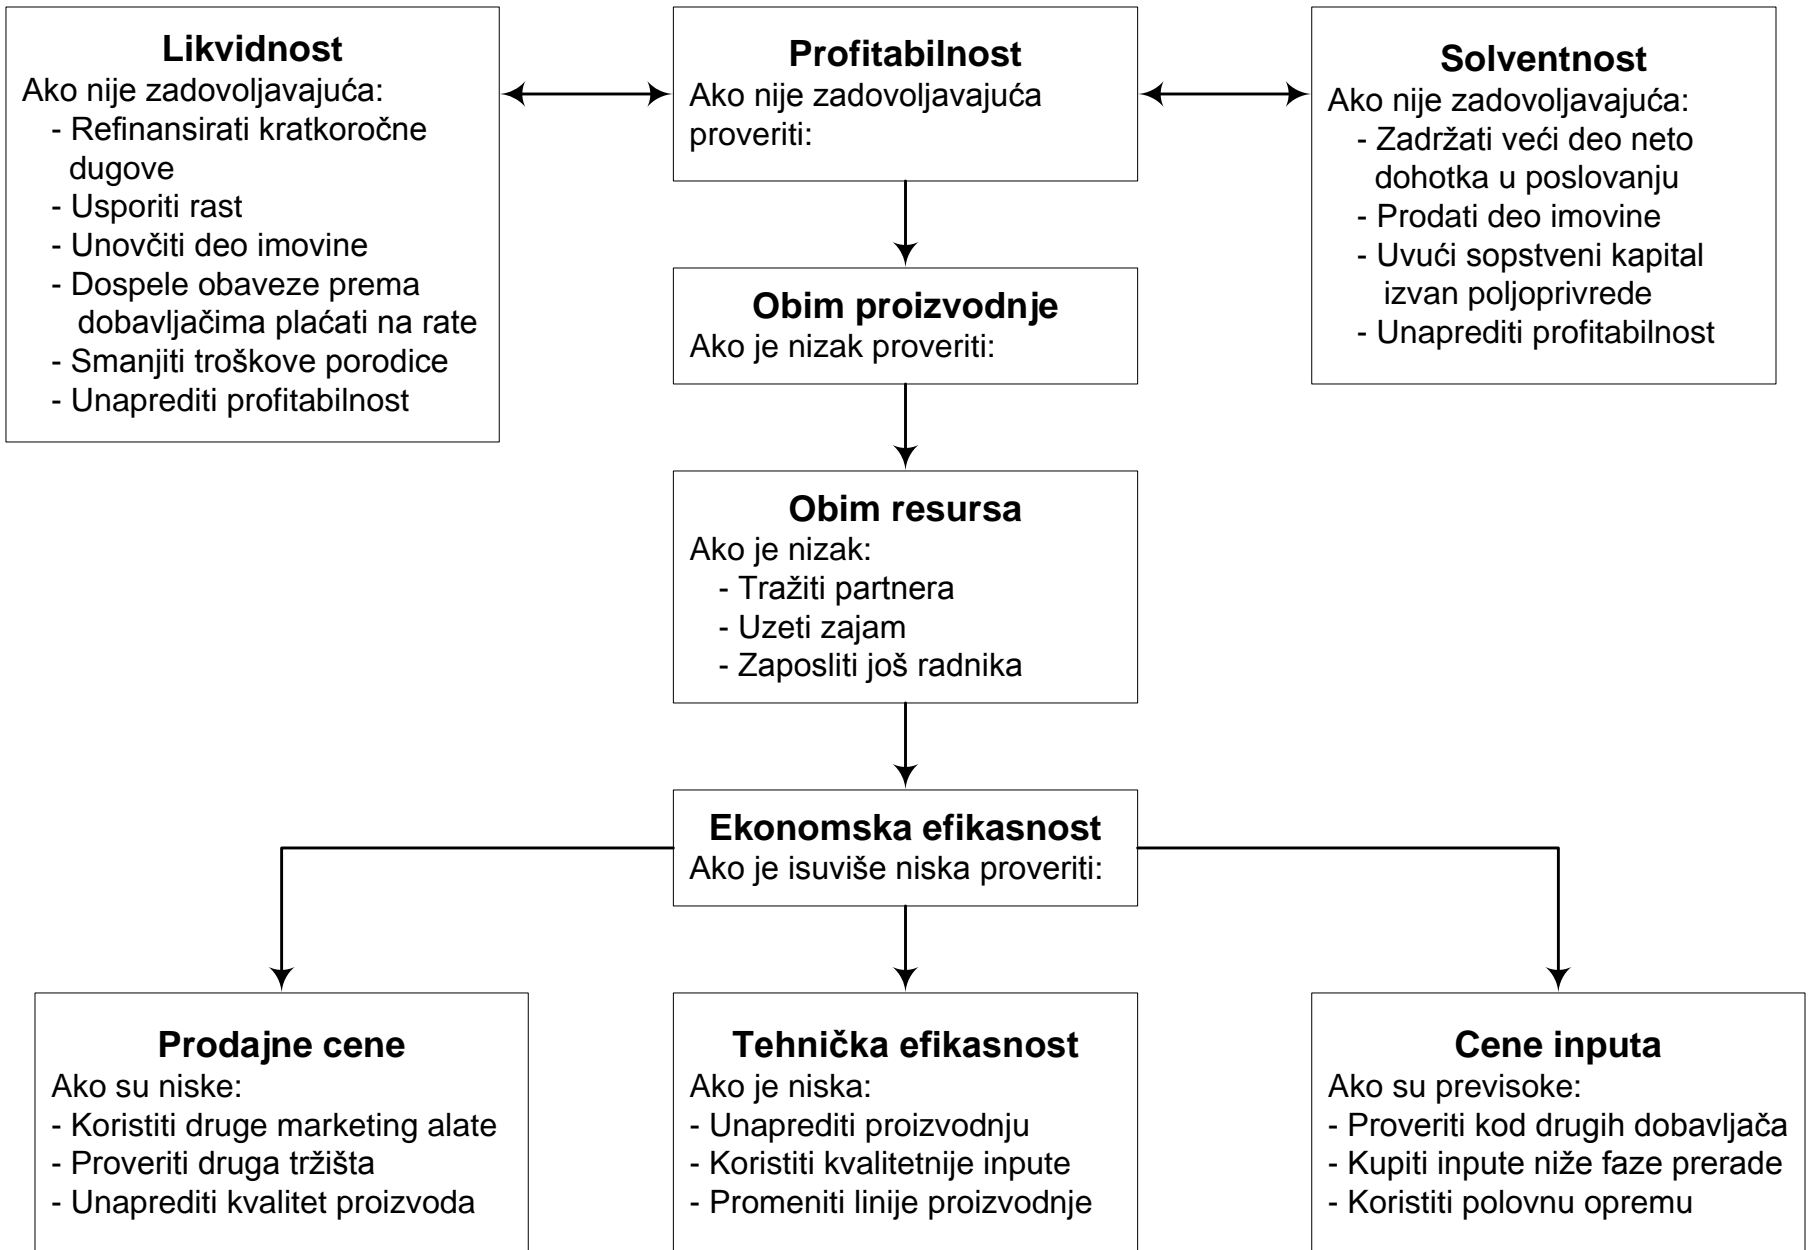 Likvidnost
Ako nije zadovoljavajuća:
- Refinansirati kratkoročne
dugove
- Usporiti rast
- Unovčiti deo imovine
- Dospele obaveze prema
dobavljačima plaćati na rate
- Smanjiti troškove porodice
- Unaprediti profitabilnost
Profitabilnost
Ako nije zadovoljavajuća
proveriti:
Solventnost
Ako nije zadovoljavajuća:
- Zadržati veći deo neto
dohotka u poslovanju
- Prodati deo imovine
- Uvući sopstveni kapital
izvan poljoprivrede
- Unaprediti profitabilnost
Obim proizvodnje
Ako je nizak proveriti:
Obim resursa
Ako je nizak:
- Tražiti partnera
- Uzeti zajam
- Zaposliti još radnika
Ekonomska efikasnost
Ako je isuviše niska proveriti:
Prodajne cene
Ako su niske:
- Koristiti druge marketing alate
- Proveriti druga tržišta
- Unaprediti kvalitet proizvoda
Tehnička efikasnost
Ako je niska:
- Unaprediti proizvodnju
- Koristiti kvalitetnije inpute
- Promeniti linije proizvodnje
Cene inputa
Ako su previsoke:
- Proveriti kod drugih dobavljača
- Kupiti inpute niže faze prerade
- Koristiti polovnu opremu